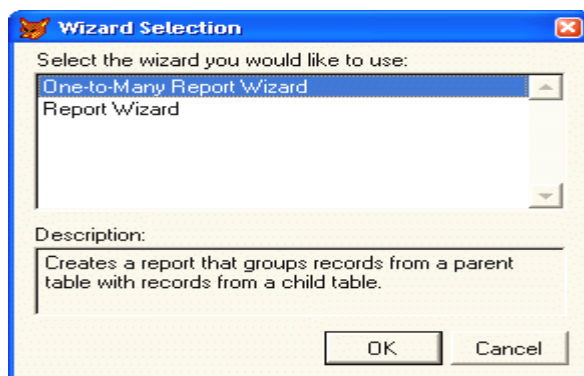 Wizard Selection
Select the wizard you would like to use:
One-to-Many Report Wizard
Report Wizard
Description:
Creates a report that groups records from a parent
table with records from a child table.
OK Cancel